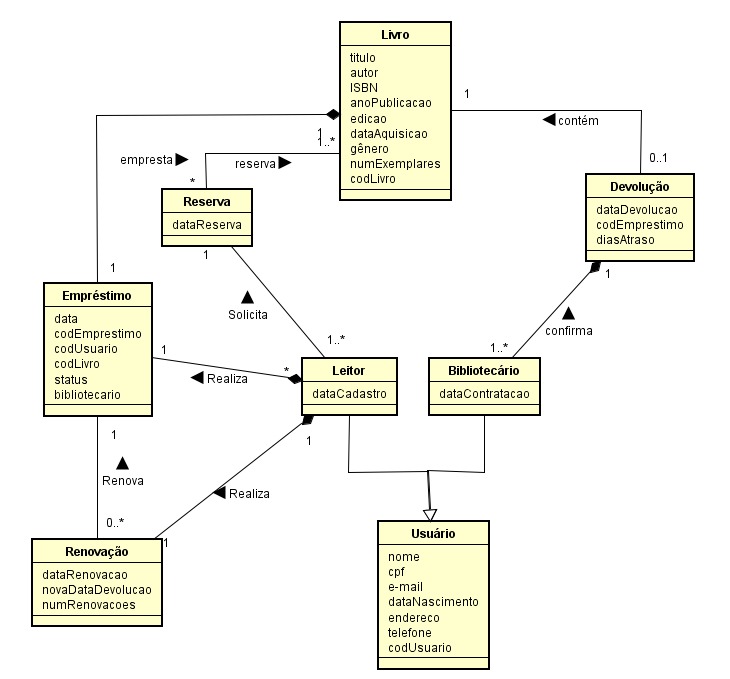 Livro
titulo
autor
ISBN
anoPublicacao
edicao
dataAquisicao
gênero
numExemplares
codLivro
1
contém
0..1
1
1..*
empresta
reserva
*
Reserva
dataReserva
1
Devolução
dataDevolucao
codEmprestimo
diasAtraso
1
1
Empréstimo
data
codEmprestimo
codUsuario
codLivro
status
bibliotecario
Solicita
1..*
confirma
1..*
1
Realiza
*
Leitor
dataCadastro
Bibliotecário
dataContratacao
1
Renova
0..*
1
Realiza
1
Renovação
dataRenovacao
novaDataDevolucao
numRenovacoes
Usuário
nome
cpf
e-mail
dataNascimento
endereco
telefone
codUsuario